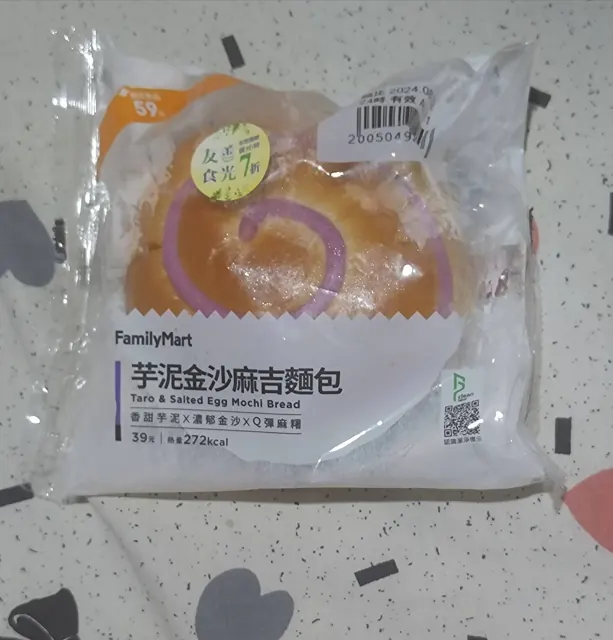 59
友善
食光
7折
2024.0
有效
2005049
FamilyMart
芋泥金沙麻吉麵包
Taro & Salted Egg Mochi Bread
香甜芋泥X濃郁金沙XQ彈麻糬
39元 | 熱量272kcal